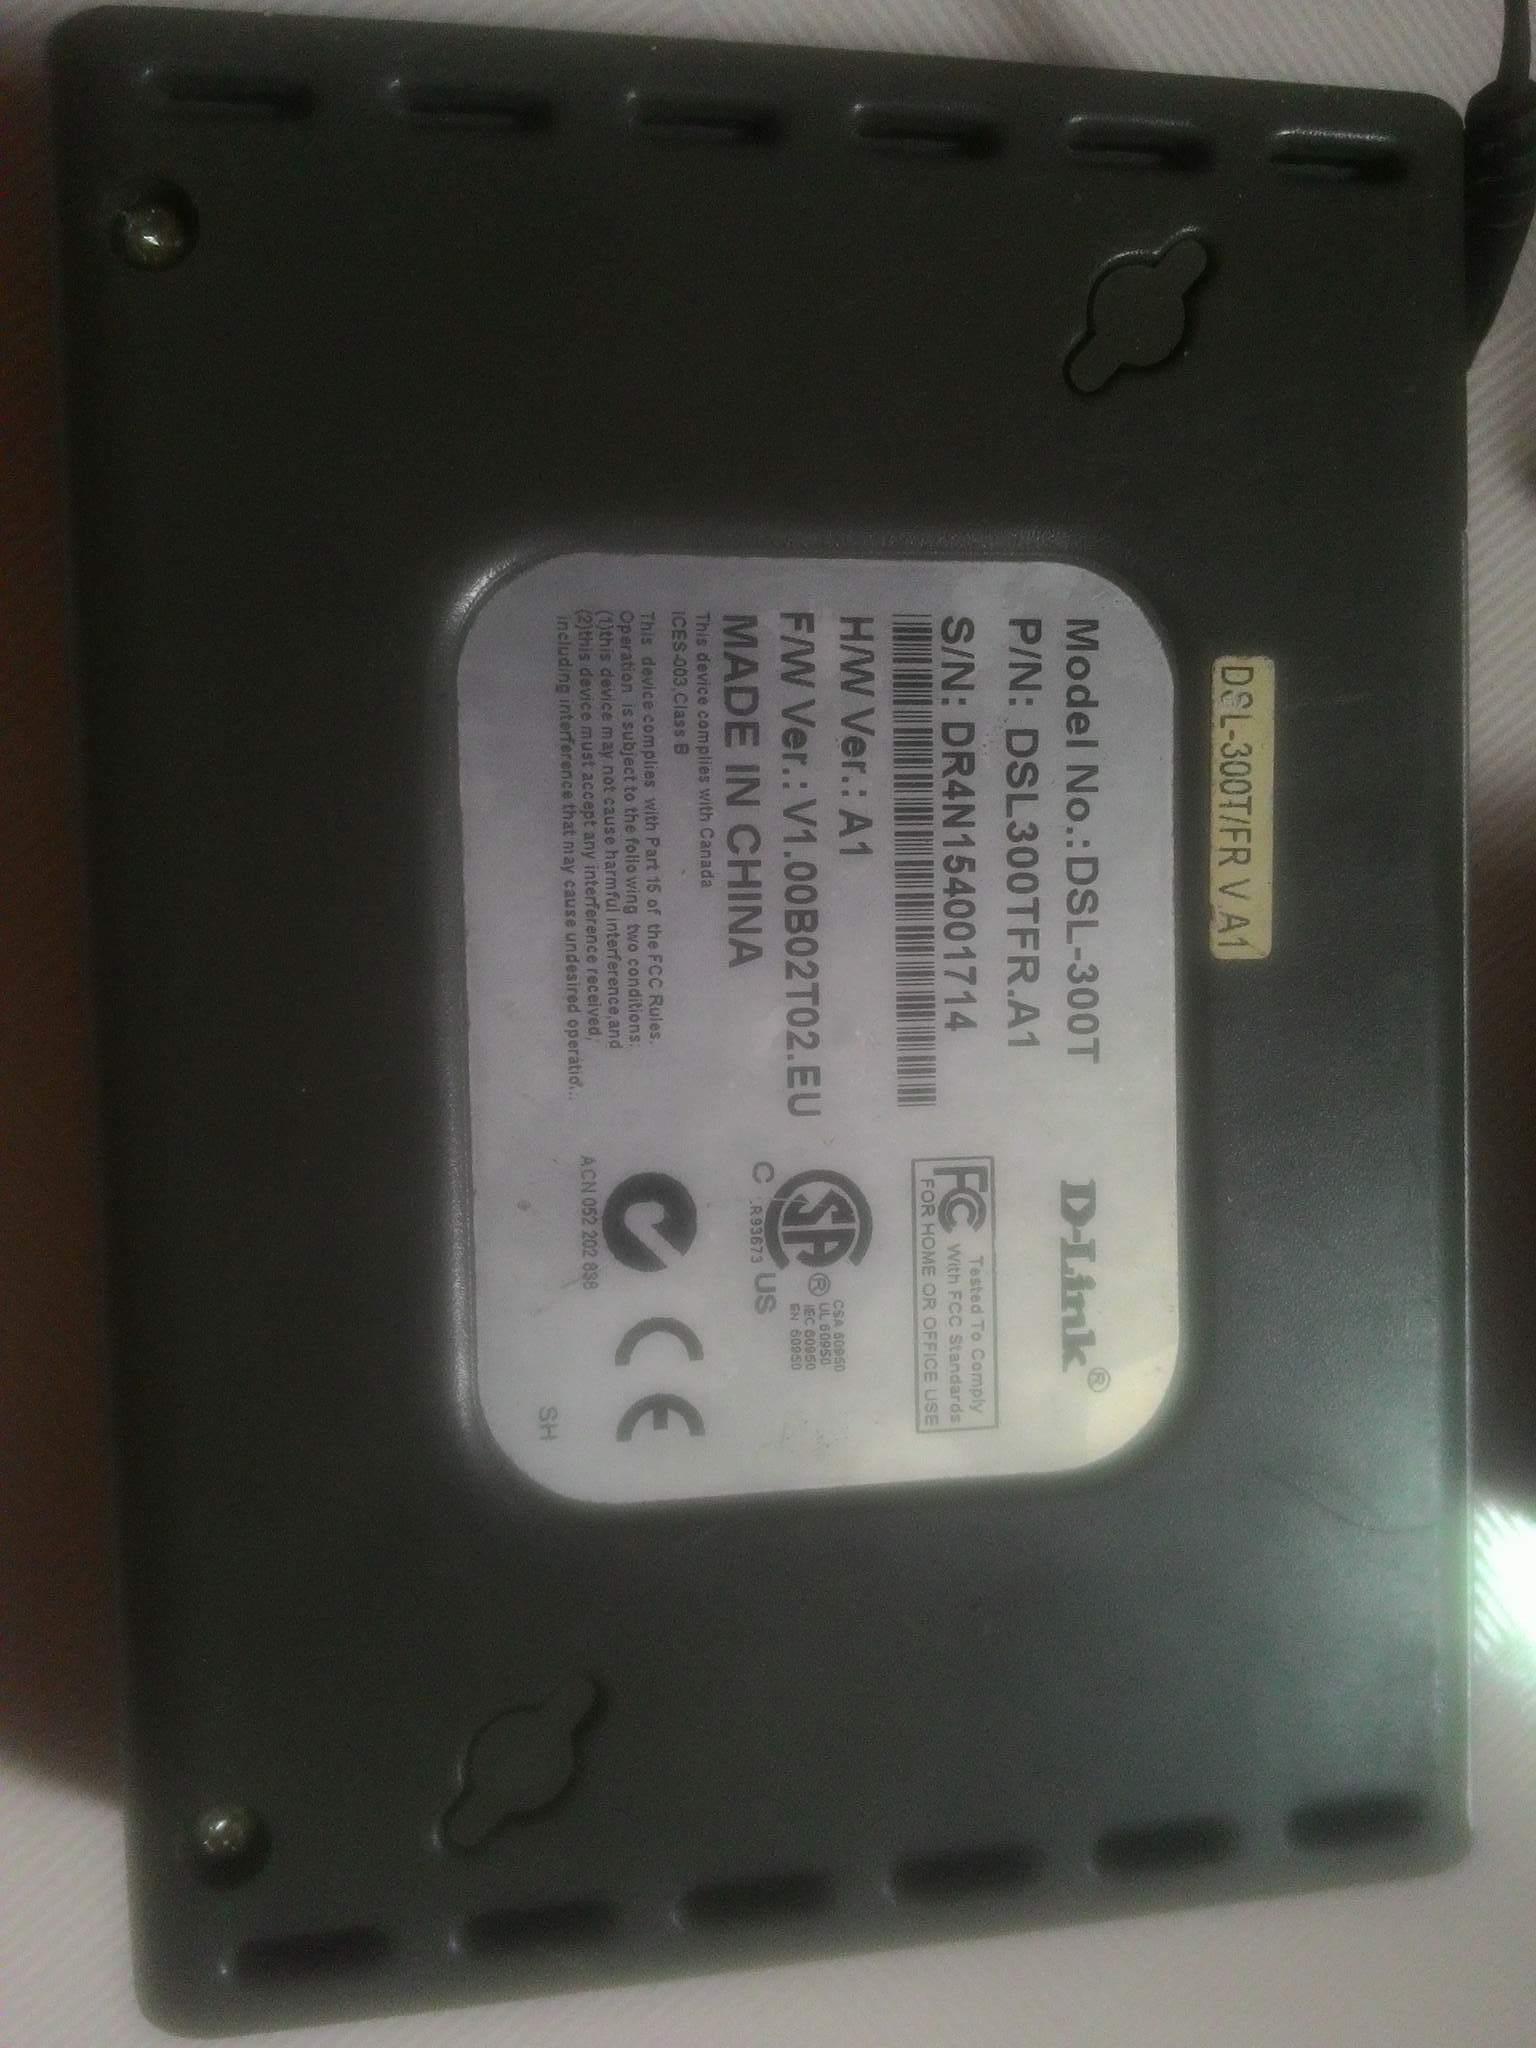 DSL-300T/FR V.A1
Model No.: DSL-300T
D-Link®
P/N: DSL300TFR.A1
S/N: DR4N154001714
FC Tested To Comply
With FCC Standards
FOR HOME OR OFFICE USE
H/W Ver.: A1
F/W Ver.: V1.00B02T02.EU
MADE IN CHINA
SA®
CSA 60950
UL 60950
IEC 60950
EN 60950
C US
This device complies with Canada
ICES-003,Class B
This device complies with Part 15 of the FCC Rules.
Operation is subject to the following two conditions:
(1)this device may not cause harmful interference,and
(2)this device must accept any interference received,
including interference that may cause undesired operatio...
CE
ACN 052 202 838
SH